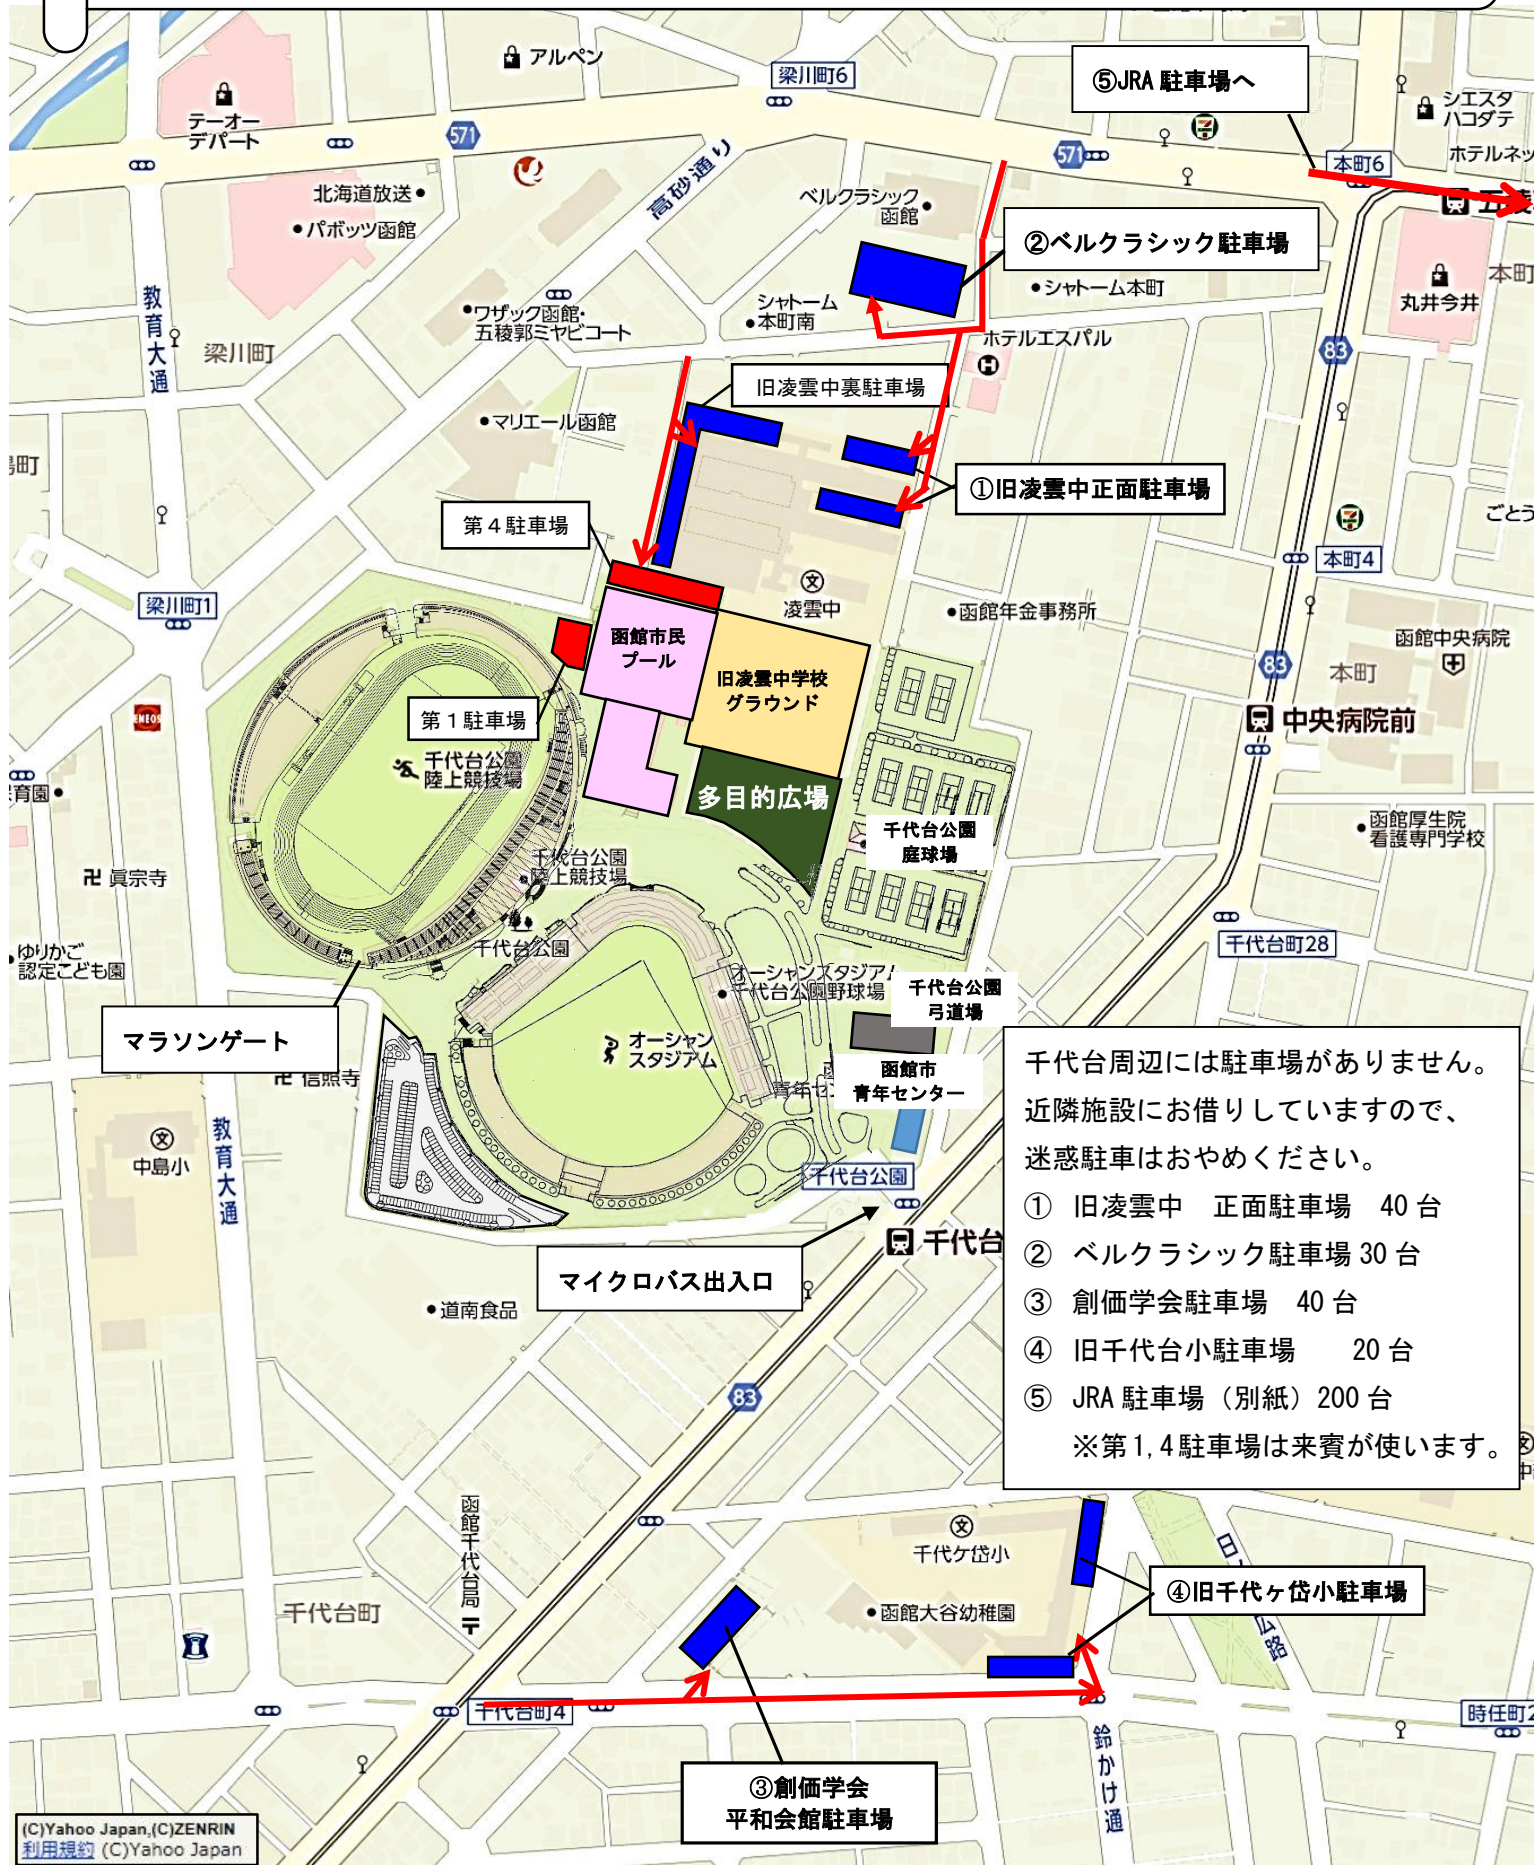 アルペン
梁川町6
⑤JRA 駐車場へ
シエスタ
ハコダテ
テーオー
デパート
571
571
本町6
ホテルネッ
北海道放送
パボッツ函館
高砂通り
ベルクラシック
函館
②ベルクラシック駐車場
本町
丸井今井
シャトーム本町
教育大通
ワザック函館・
五稜郭ミヤビコート
シャトーム
本町南
梁川町
ホテルエスパル
83
旧凌雲中裏駐車場
マリエール函館
①旧凌雲中正面駐車場
第４駐車場
ごとう
本町4
梁川町1
文
凌雲中
函館年金事務所
函館市民
プール
函館中央病院
83
本町
旧凌雲中学校
グラウンド
第１駐車場
ENEOS
中央病院前
千代台公園
陸上競技場
育園
多目的広場
千代台公園
庭球場
函館厚生院
看護専門学校
千代台公園
陸上競技場
卍 眞宗寺
千代台公園
千代台町28
ゆりかご
認定こども園
オーシャンスタジアム
千代台公園野球場
千代台公園
弓道場
マラソンゲート
オーシャン
スタジアム
函館市
青年センター
卍 信照寺
文
中島小
教育大通
千代台公園
千代台
マイクロバス出入口
道南食品
千代台周辺には駐車場がありません。
近隣施設にお借りしていますので、
迷惑駐車はおやめください。
① 旧凌雲中　正面駐車場　40 台
② ベルクラシック駐車場 30 台
③ 創価学会駐車場　40 台
④ 旧千代台小駐車場　　20 台
⑤ JRA 駐車場（別紙）200 台
※第 1,4 駐車場は来賓が使います。
83
函館千代台局
文
千代ケ岱小
④旧千代ヶ岱小駐車場
函館大谷幼稚園
千代台町
千代台町4
時任町2
鈴かけ通
③創価学会
平和会館駐車場
(C)Yahoo Japan,(C)ZENRIN
利用規約 (C)Yahoo Japan